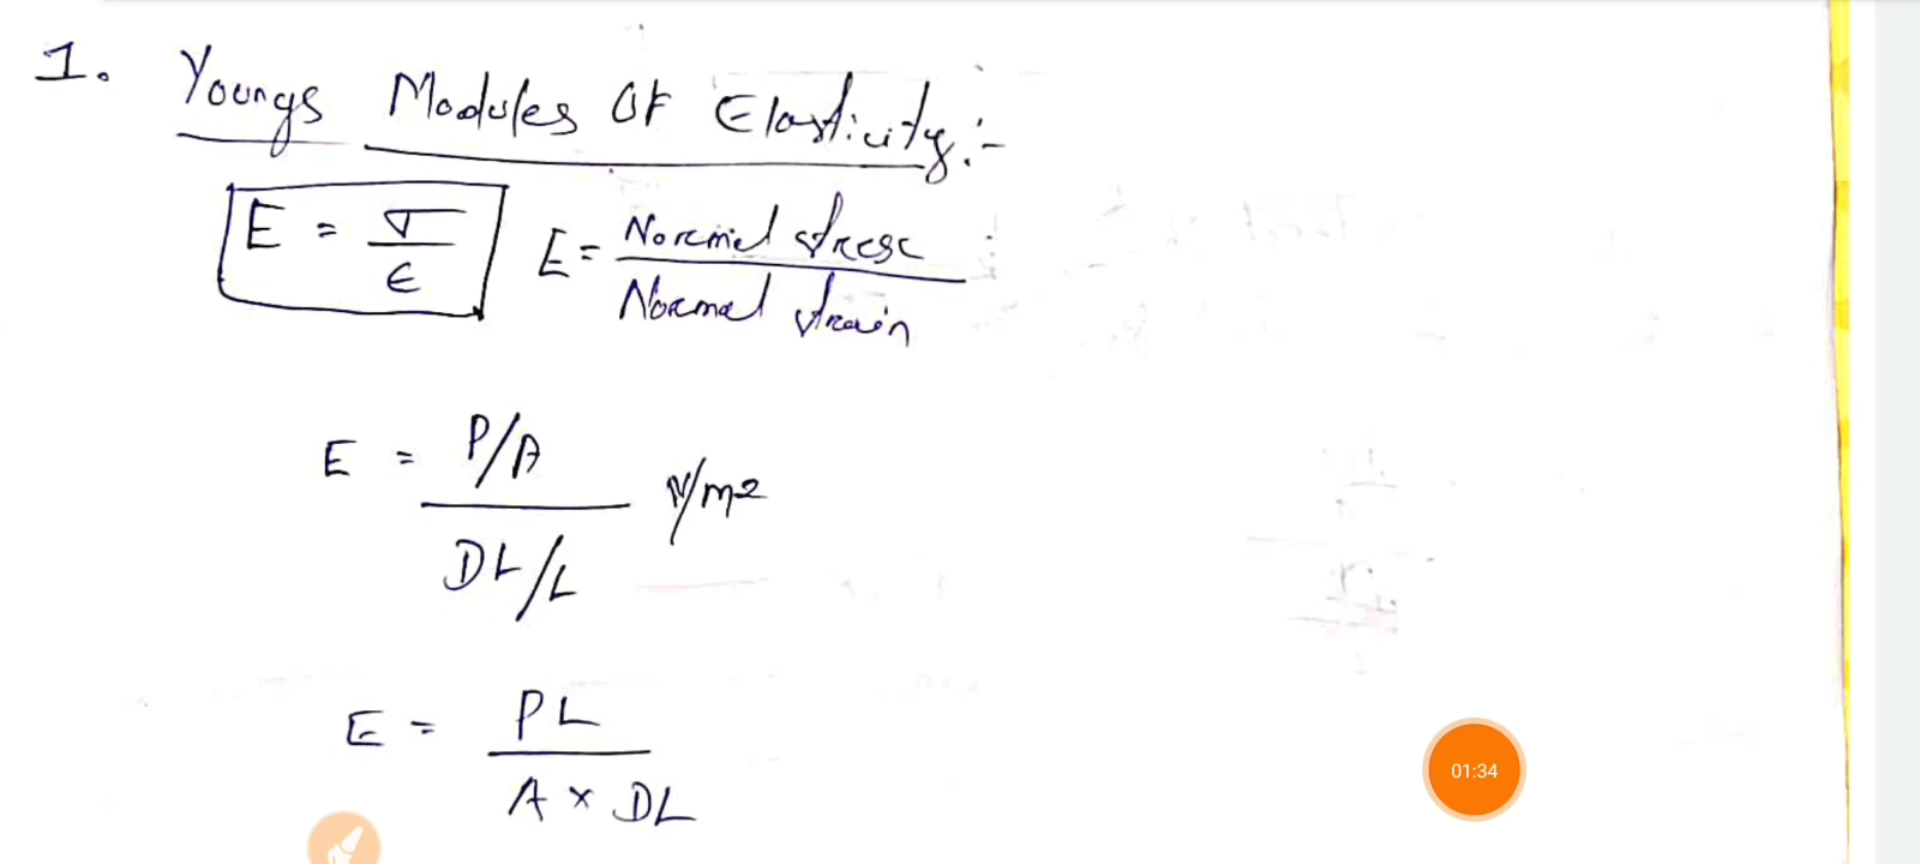 1. Youngs Modules Of Elasticity:-
E = σ/ϵ E = Normal stress / Normal strain
E = P/A / DL/L N/m2
E = PL / A × DL
01:34